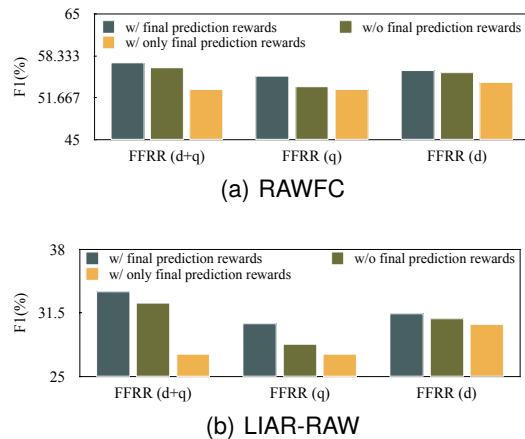 65
w/ final prediction rewards w/o final prediction rewards
w/ only final prediction rewards
58.333
F1(%)
51.667
45
FFRR (d+q) FFRR (q) FFRR (d)
(a) RAWFC
38
w/ final prediction rewards w/o final prediction rewards
w/ only final prediction rewards
F1(%)
31.5
25
FFRR (d+q) FFRR (q) FFRR (d)
(b) LIAR-RAW